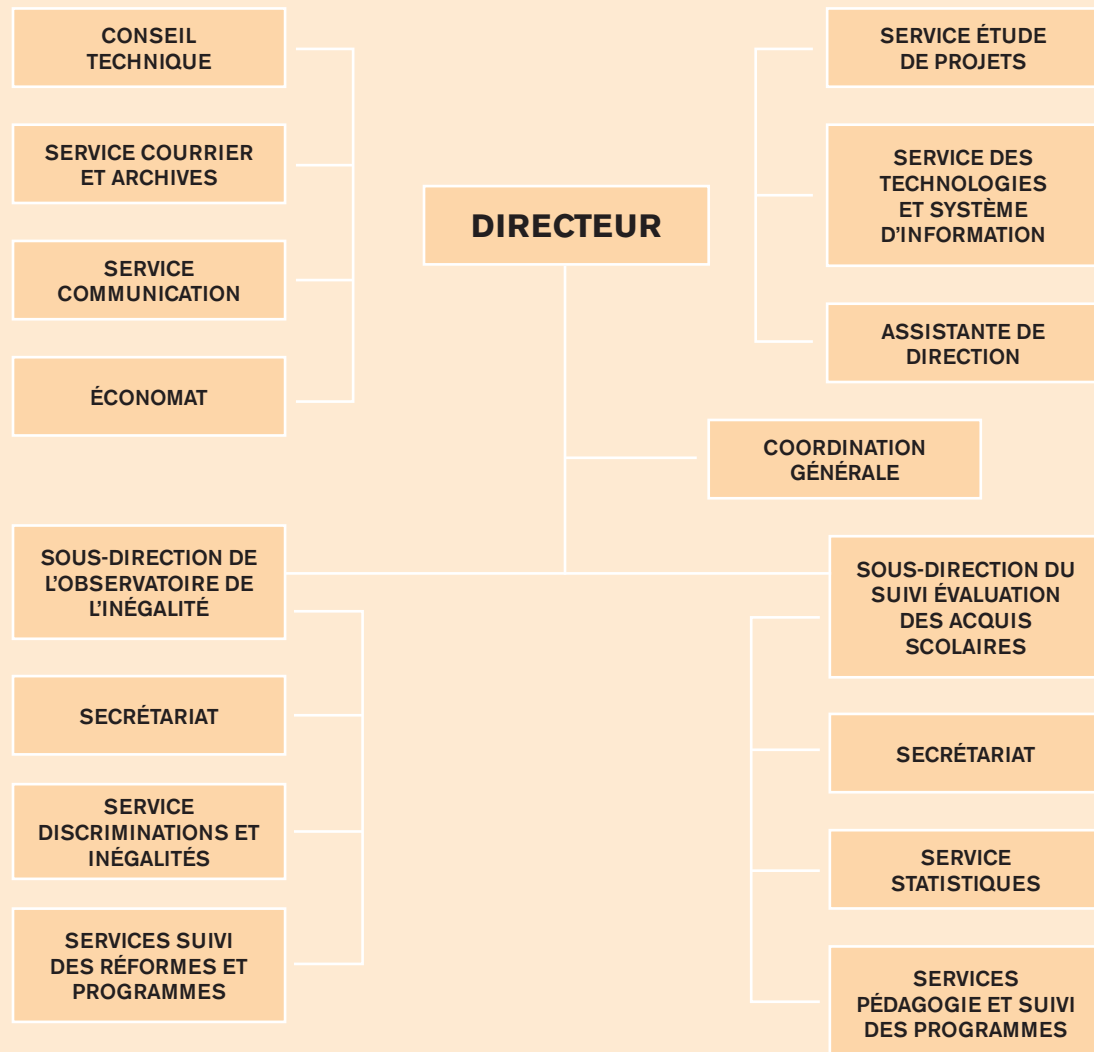 CONSEIL
TECHNIQUE
SERVICE COURRIER
ET ARCHIVES
SERVICE
COMMUNICATION
ÉCONOMAT
DIRECTEUR
SERVICE ÉTUDE
DE PROJETS
SERVICE DES
TECHNOLOGIES
ET SYSTÈME
D'INFORMATION
ASSISTANTE DE
DIRECTION
COORDINATION
GÉNÉRALE
SOUS-DIRECTION DE
L'OBSERVATOIRE DE
L'INÉGALITÉ
SECRÉTARIAT
SERVICE
DISCRIMINATIONS ET
INÉGALITÉS
SERVICES SUIVI
DES RÉFORMES ET
PROGRAMMES
SOUS-DIRECTION DU
SUIVI ÉVALUATION
DES ACQUIS
SCOLAIRES
SECRÉTARIAT
SERVICE
STATISTIQUES
SERVICES
PÉDAGOGIE ET SUIVI
DES PROGRAMMES